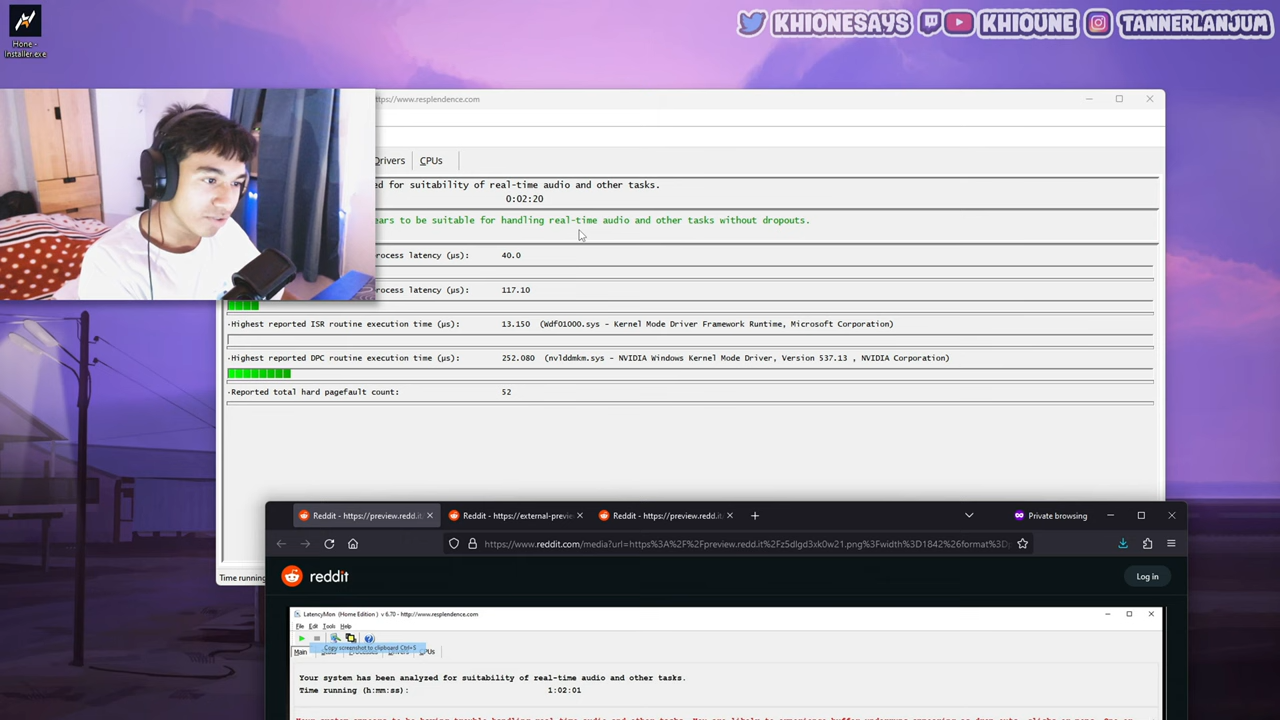 KHIONESAYS KHIOUNE TANNERLANJUM
Hone -
Installer.exe
https://www.resplendence.com
Drivers CPUs
d for suitability of real-time audio and other tasks.
0:02:20
ears to be suitable for handling real-time audio and other tasks without dropouts.
rocess latency (µs): 40.0
rocess latency (µs): 117.10
Highest reported ISR routine execution time (µs): 13.150 (Wdf01000.sys - Kernel Mode Driver Framework Runtime, Microsoft Corporation)
Highest reported DPC routine execution time (µs): 252.080 (nvlddmkm.sys - NVIDIA Windows Kernel Mode Driver, Version 537.13 , NVIDIA Corporation)
Reported total hard pagefault count: 52
Reddit - https://preview.redd.it Reddit - https://external-previe Reddit - https://preview.redd.it Private browsing
https://www.reddit.com/media?url=https%3A%2F%2Fpreview.redd.it%2Fz5dlgd3xk0w21.png%3Fwidth%3D1842%26format%3D
Time running
reddit Log in
LatencyMon (Home Edition) v 6.70 - http://www.resplendence.com
File Edit Tools Help
Copy screenshot to clipboard Ctrl+S
Main
Your system has been analyzed for suitability of real-time audio and other tasks.
Time running (h:mm:ss): 1:02:01